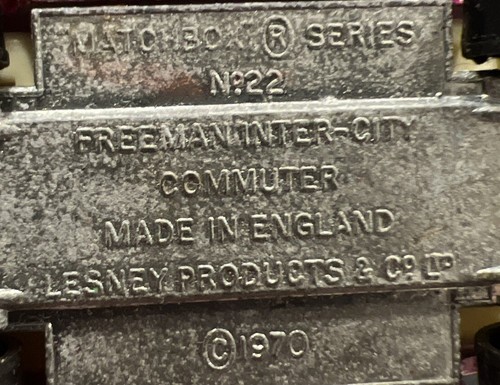 MATCHBOX ® SERIES
Nº22
FREEMAN INTER-CITY
COMMUTER
MADE IN ENGLAND
LESNEY PRODUCTS & Cº LTD
©1970